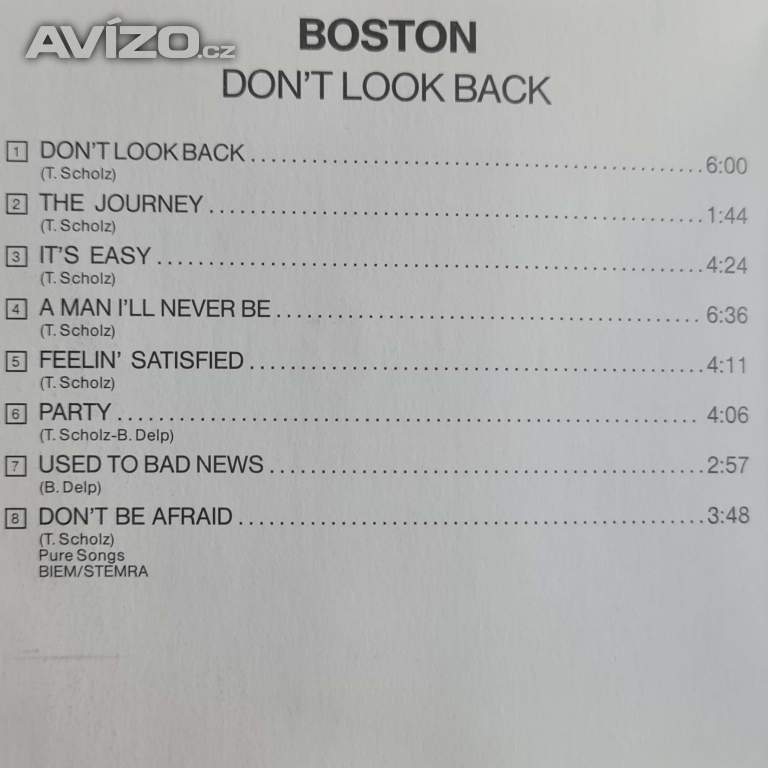 AVÍZO.cz
BOSTON
DON'T LOOK BACK
1 DON'T LOOK BACK 6:00
(T. Scholz)
2 THE JOURNEY 1:44
(T. Scholz)
3 IT'S EASY 4:24
(T. Scholz)
4 A MAN I'LL NEVER BE 6:36
(T. Scholz)
5 FEELIN' SATISFIED 4:11
(T. Scholz)
6 PARTY 4:06
(T. Scholz-B. Delp)
7 USED TO BAD NEWS 2:57
(B. Delp)
8 DON'T BE AFRAID 3:48
(T. Scholz)
Pure Songs
BIEM/STEMRA